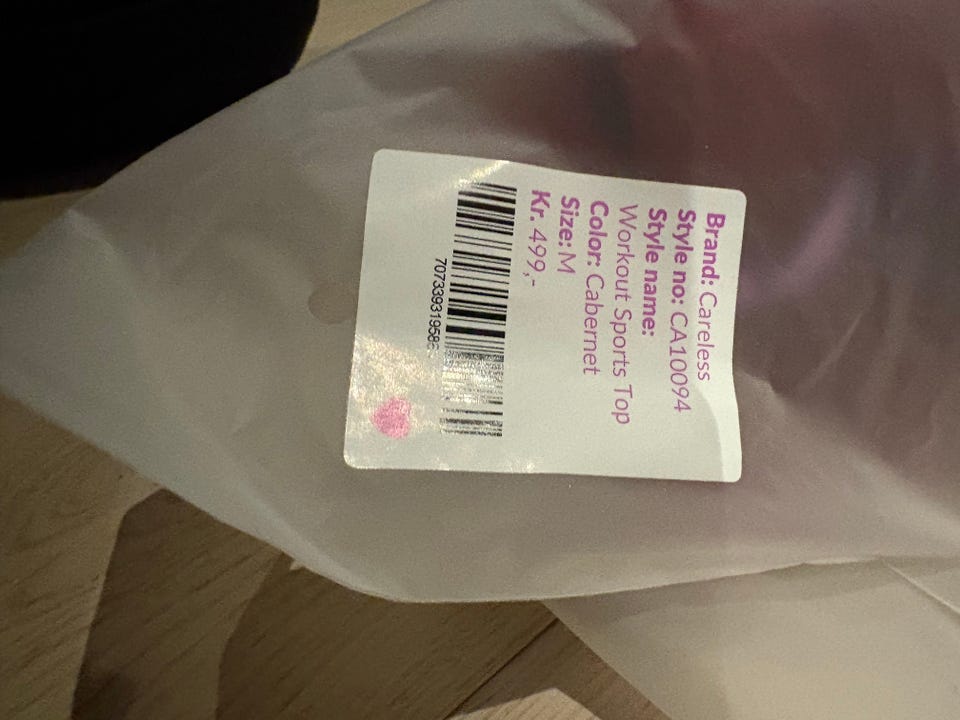 Brand: Careless
Style no: CA10094
Style name:
Workout Sports Top
Color: Cabernet
Size: M
Kr. 499,-